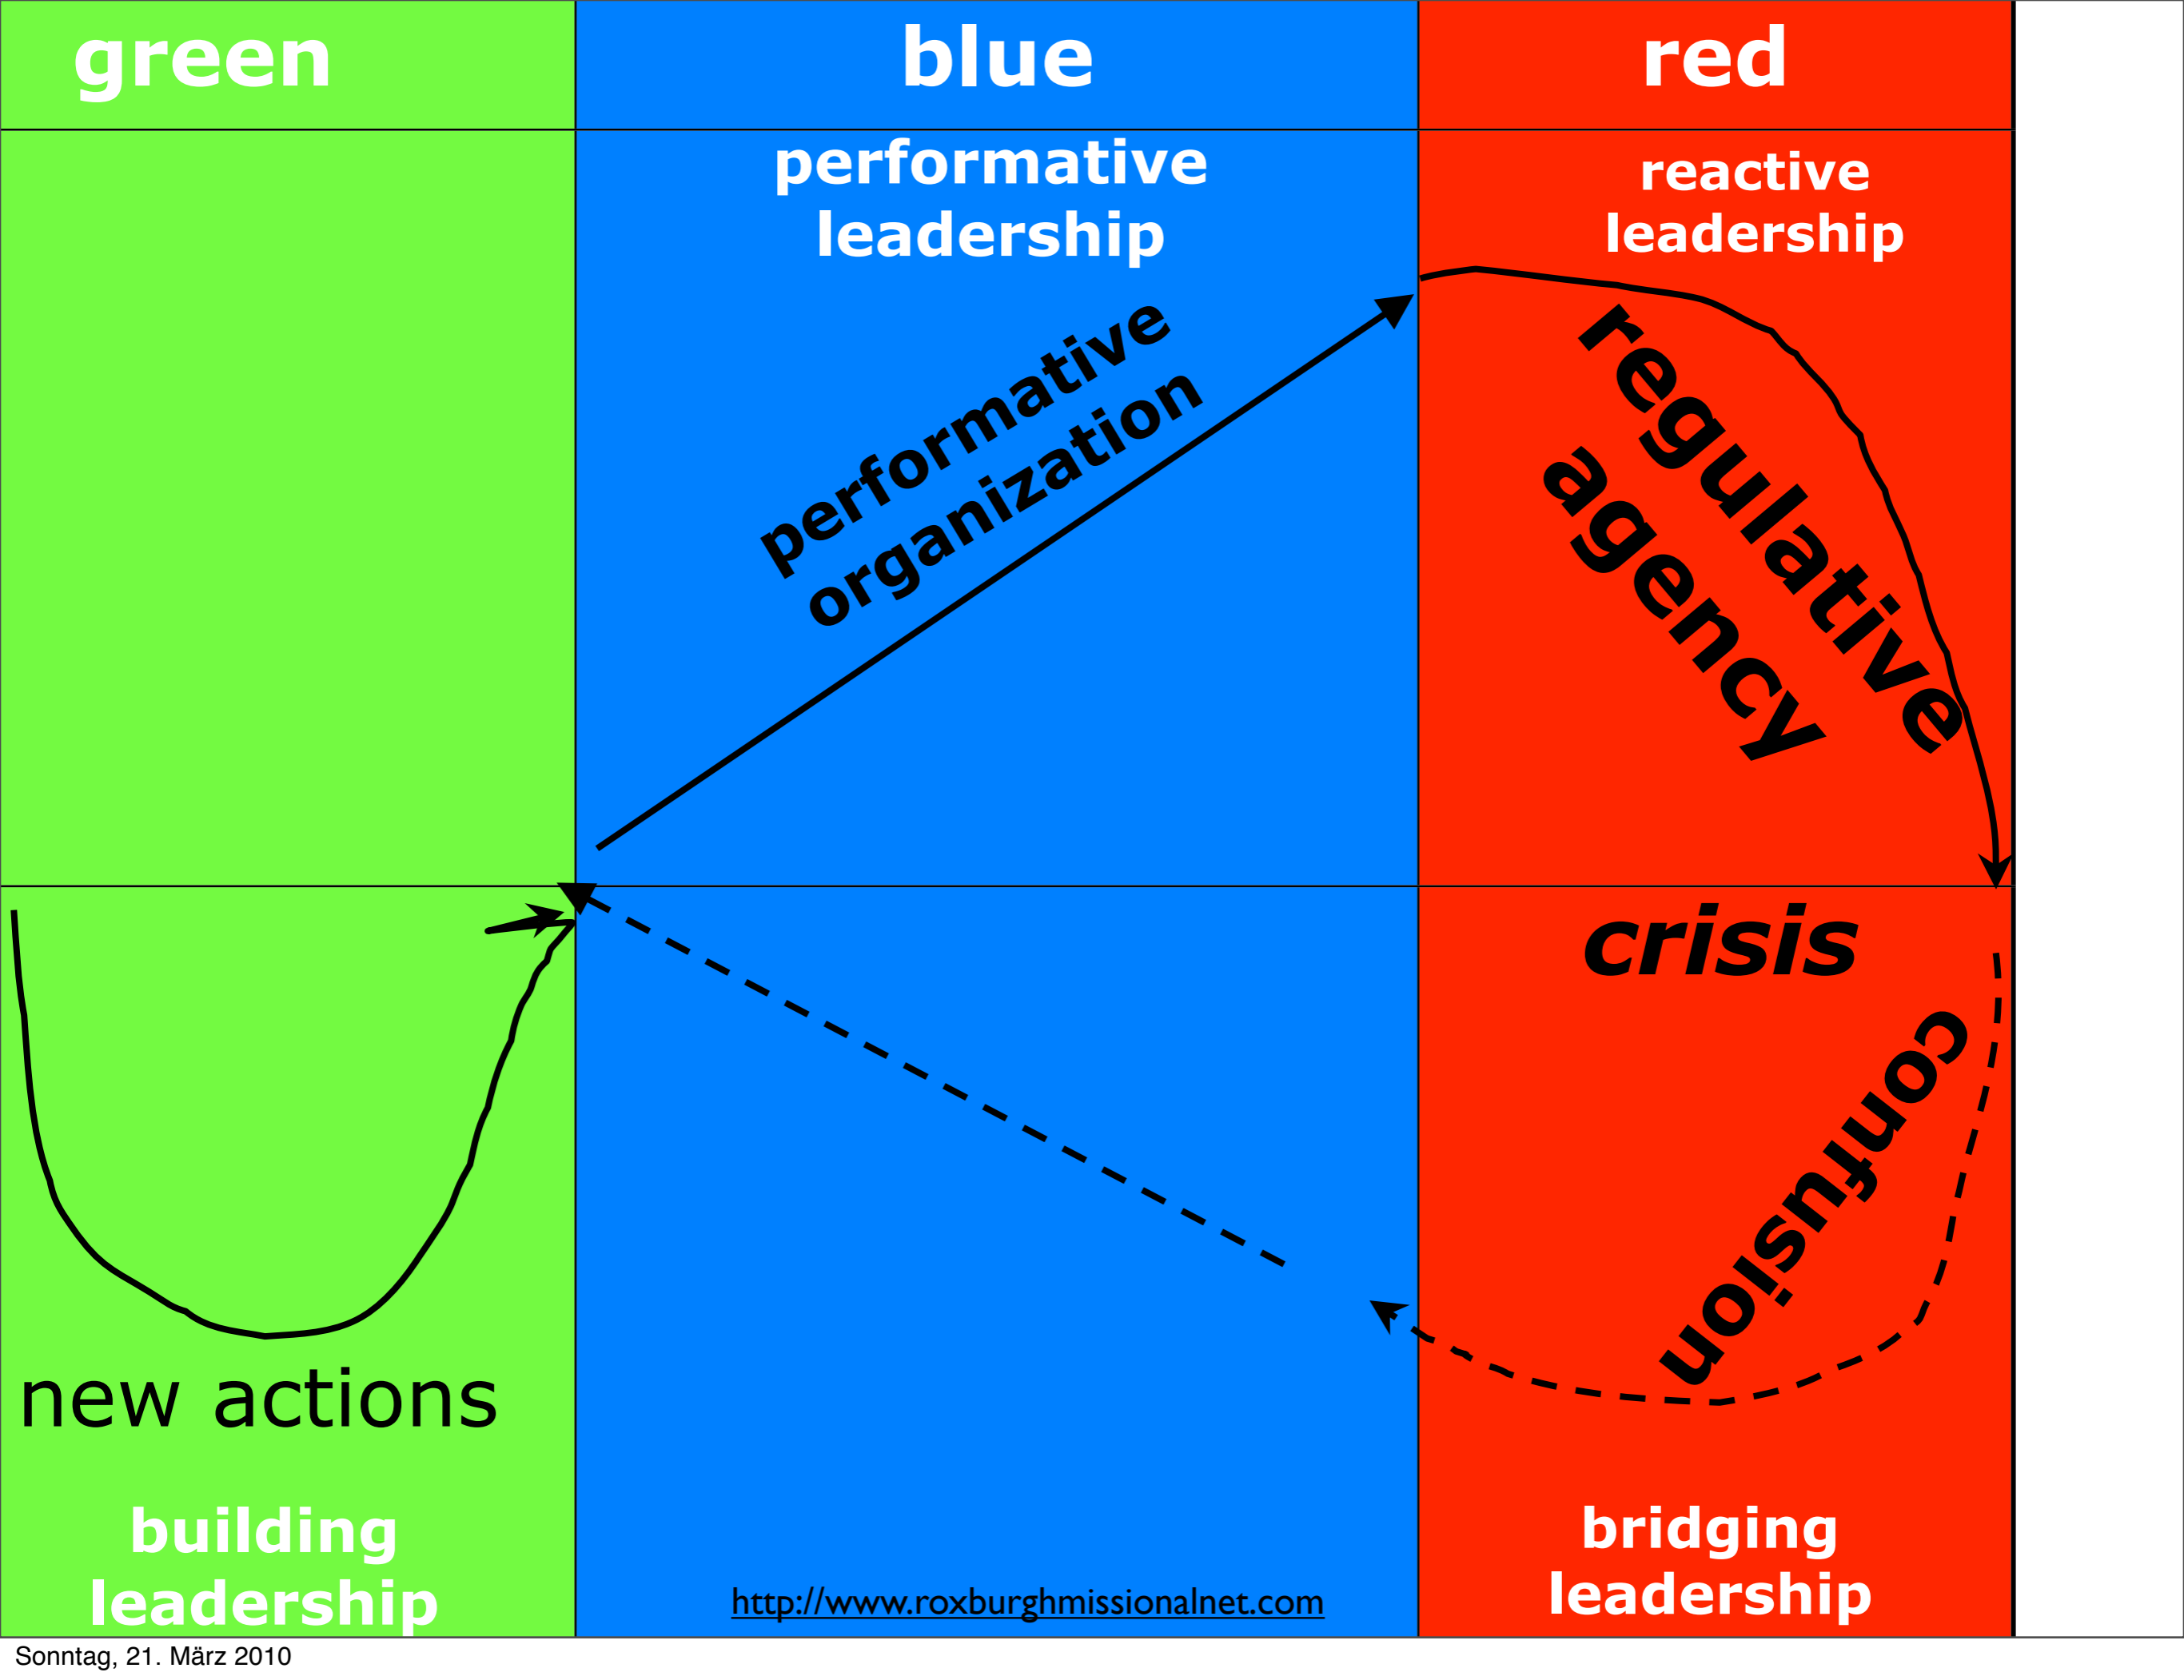 green
blue
red
performative
leadership
reactive
leadership
performative
organization
regulative
agency
crisis
confusion
new actions
building
leadership
http://www.roxburghmissionalnet.com
bridging
leadership
Sonntag, 21. März 2010